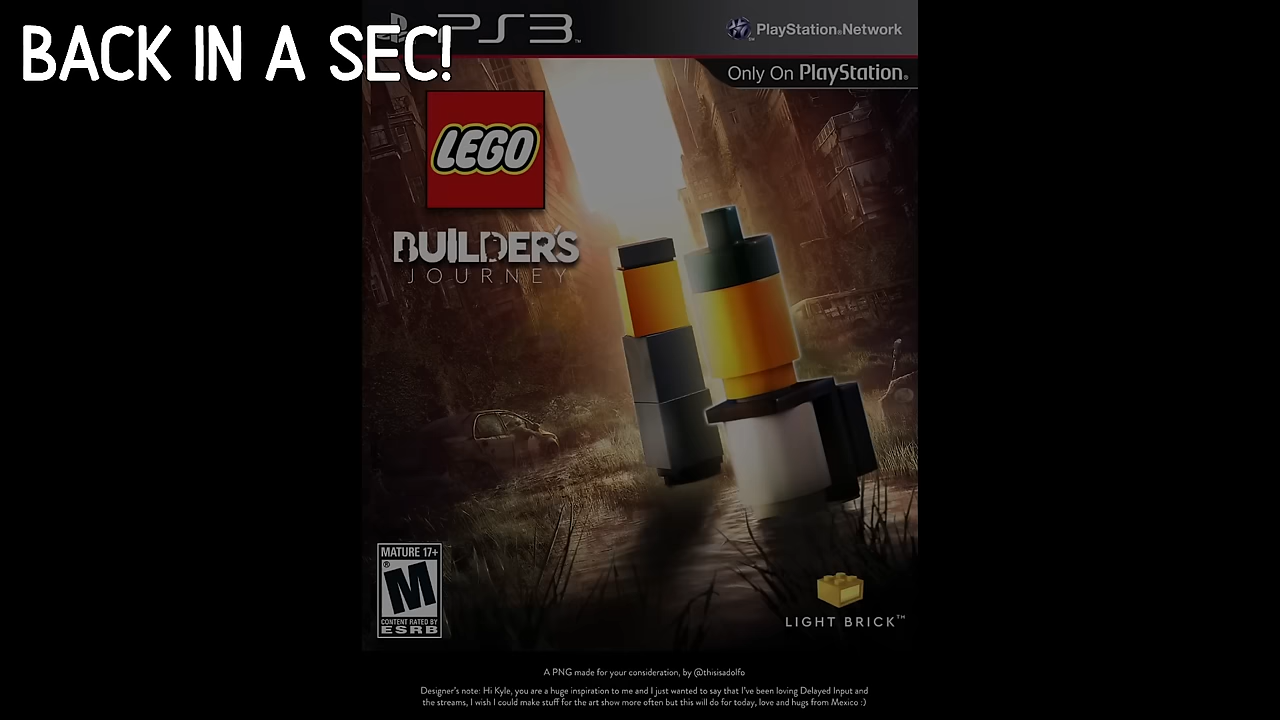 BACK IN A SEC!
PS3™
PlayStation®Network
Only On PlayStation®
LEGO
BUILDER'S
JOURNEY
MATURE 17+
M
®
CONTENT RATED BY
ESRB
LIGHT BRICK™
A PNG made for your consideration, by @thisisadolfo
Designer's note: Hi Kyle, you are a huge inspiration to me and I just wanted to say that I've been loving Delayed Input and
the streams, I wish I could make stuff for the art show more often but this will do for today, love and hugs from Mexico :)